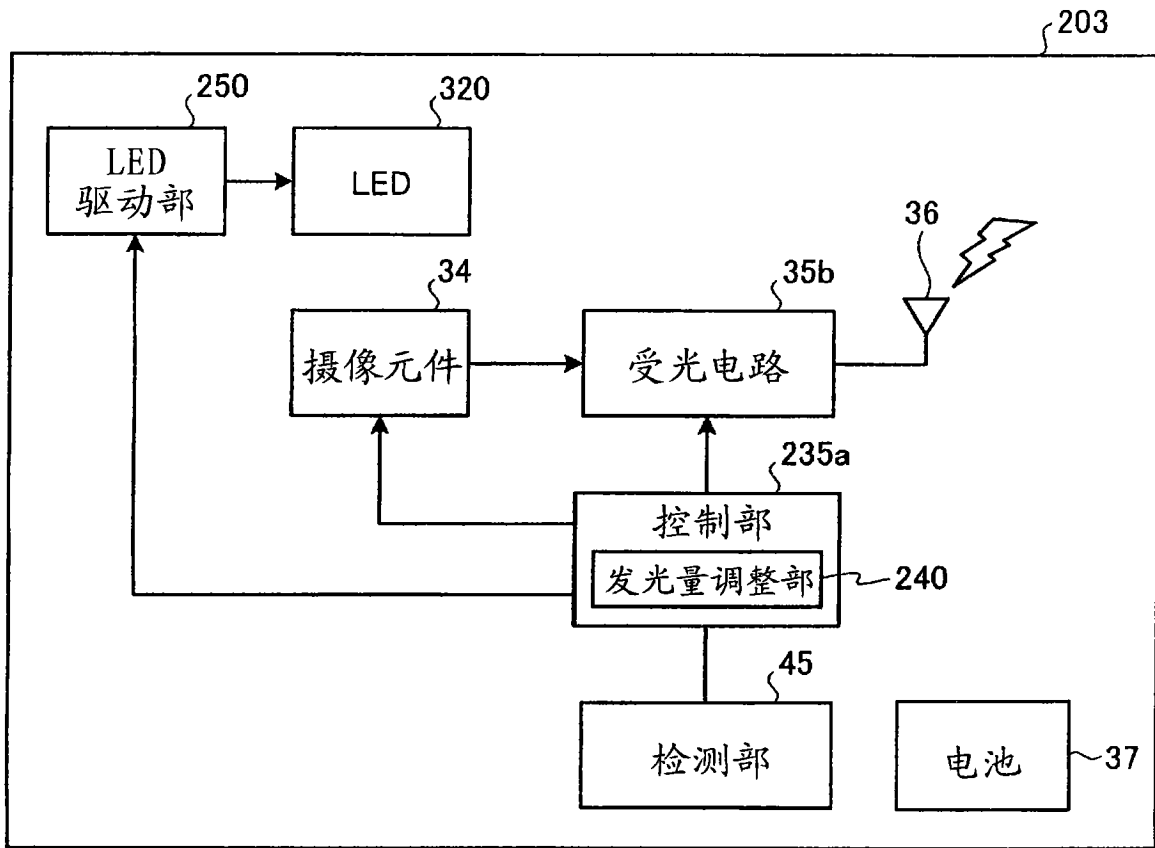 203
250
LED
驱动部
320
LED
36
34
摄像元件
35b
受光电路
235a
控制部
发光量调整部
240
45
检测部
电池
37